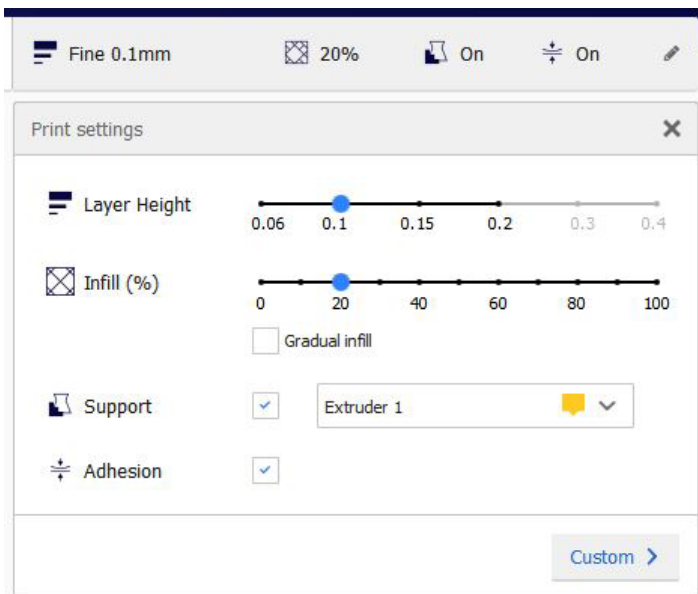 Fine 0.1mm 20% On On
Print settings
Layer Height
0.06 0.1 0.15 0.2 0.3 0.4
Infill (%)
0 20 40 60 80 100
Gradual infill
Support Extruder 1
Adhesion
Custom